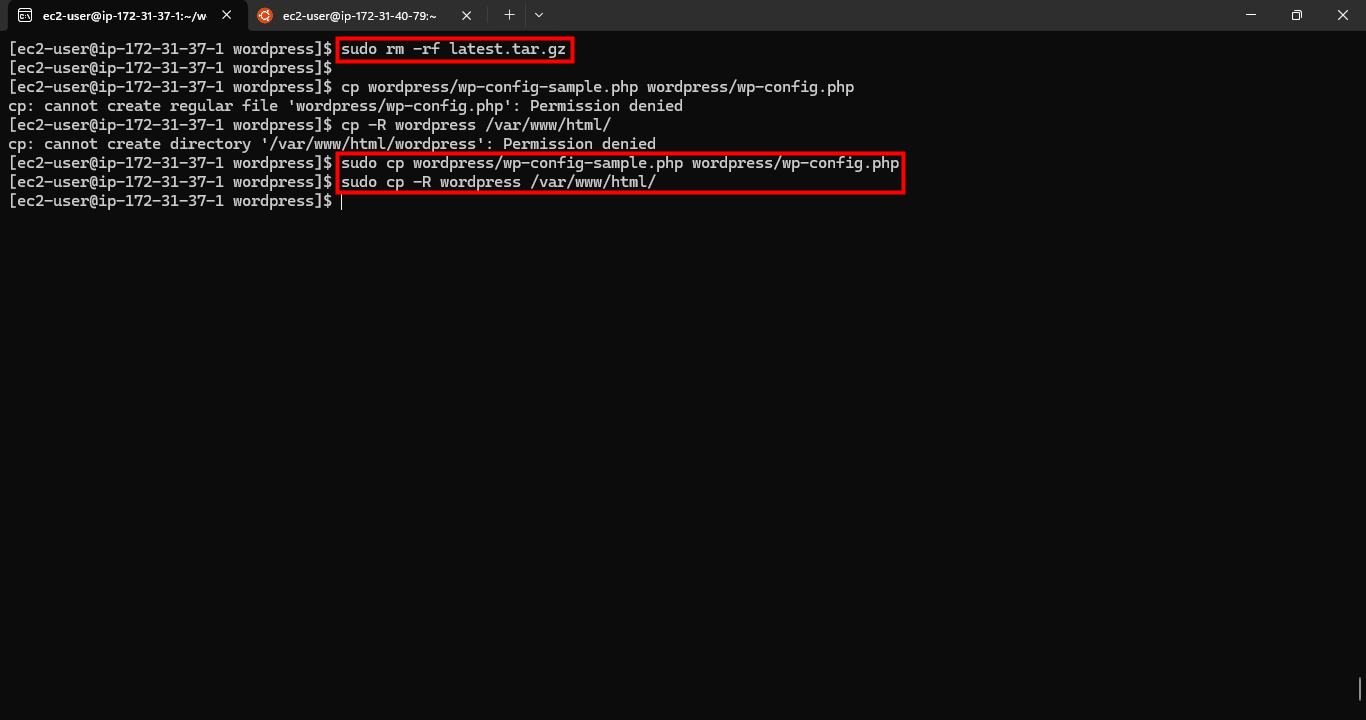 ec2-user@ip-172-31-37-1:~/w
ec2-user@ip-172-31-40-79:~
[ec2-user@ip-172-31-37-1 wordpress]$ sudo rm -rf latest.tar.gz
[ec2-user@ip-172-31-37-1 wordpress]$
[ec2-user@ip-172-31-37-1 wordpress]$ cp wordpress/wp-config-sample.php wordpress/wp-config.php
cp: cannot create regular file 'wordpress/wp-config.php': Permission denied
[ec2-user@ip-172-31-37-1 wordpress]$ cp -R wordpress /var/www/html/
cp: cannot create directory '/var/www/html/wordpress': Permission denied
[ec2-user@ip-172-31-37-1 wordpress]$ sudo cp wordpress/wp-config-sample.php wordpress/wp-config.php
[ec2-user@ip-172-31-37-1 wordpress]$ sudo cp -R wordpress /var/www/html/
[ec2-user@ip-172-31-37-1 wordpress]$